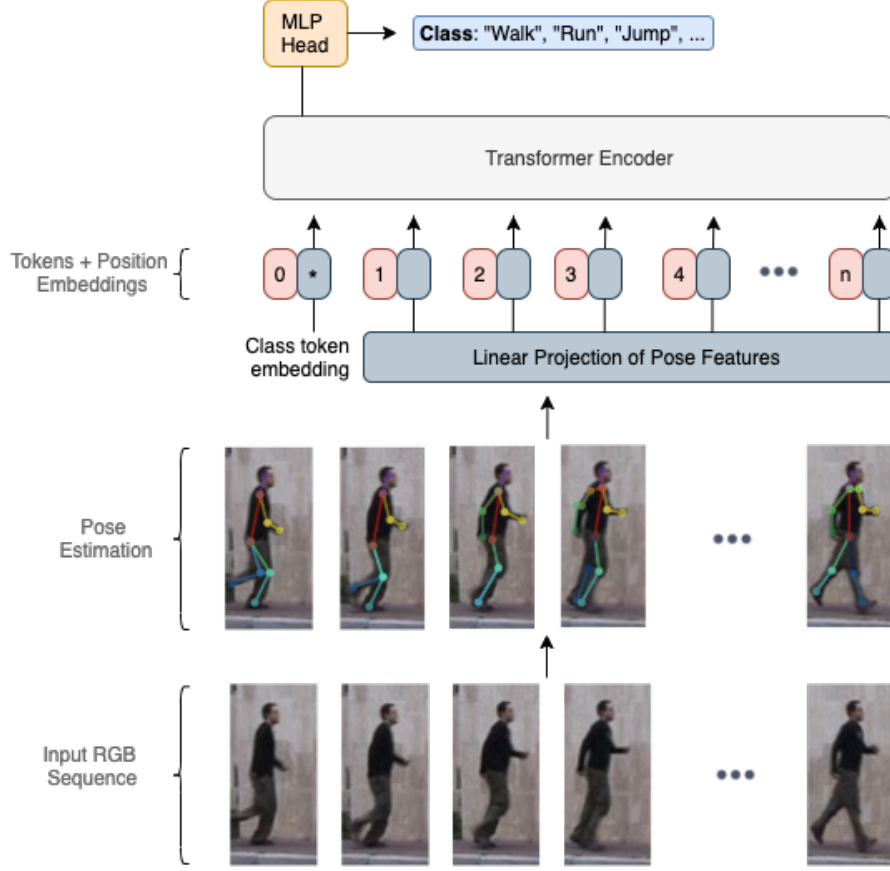 MLP
Head
Class: "Walk", "Run", "Jump", ...
Transformer Encoder
Tokens + Position
Embeddings
0
*
1
2
3
4
n
Class token
embedding
Linear Projection of Pose Features
Pose
Estimation
Input RGB
Sequence